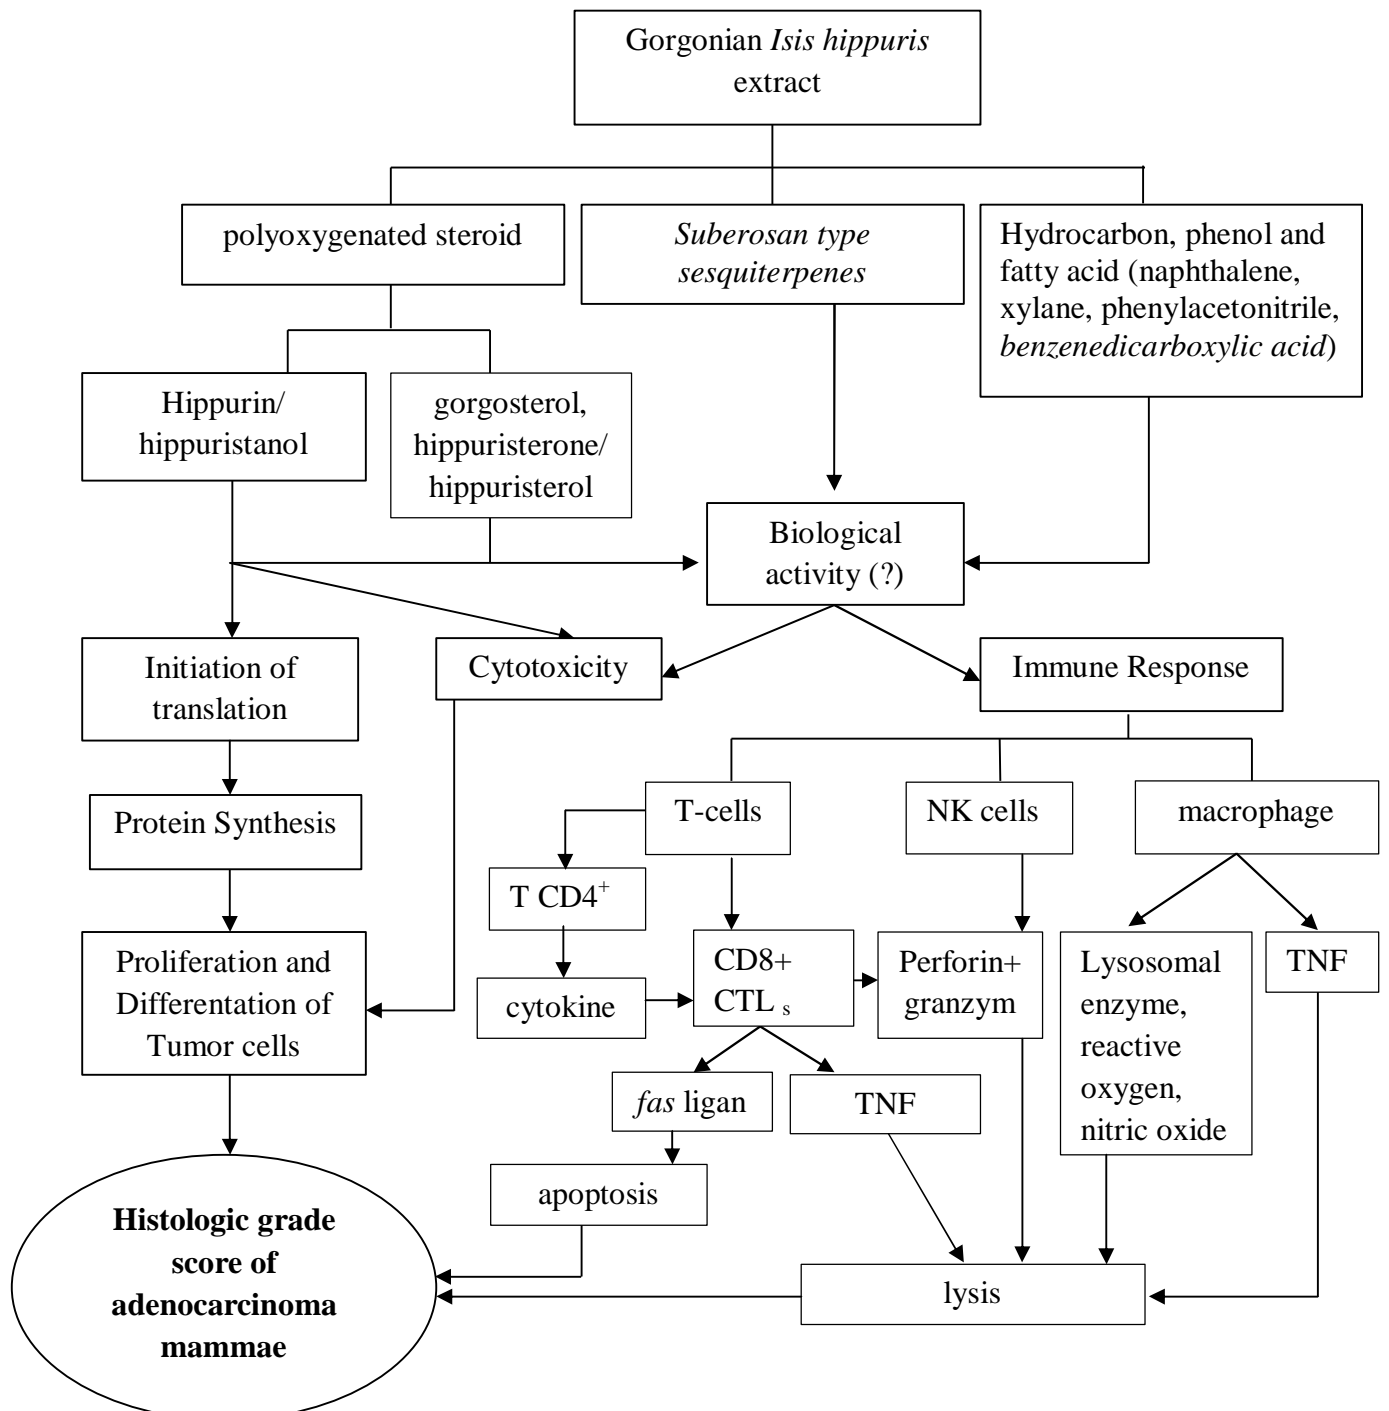 Gorgonian Isis hippuris
extract
polyoxygenated steroid
Suberosan type
sesquiterpenes
Hydrocarbon, phenol and
fatty acid (naphthalene,
xylane, phenylacetonitrile,
benzenedicarboxylic acid)
Hippurin/
hippuristanol
gorgosterol,
hippuristerone/
hippuristerol
Biological
activity (?)
Initiation of
translation
Cytotoxicity
Immune Response
Protein Synthesis
T-cells
NK cells
macrophage
T CD4+
cytokine
CD8+
CTL s
Perforin+
granzym
Lysosomal
enzyme,
reactive
oxygen,
nitric oxide
TNF
Proliferation and
Differentation of
Tumor cells
fas ligan
TNF
apoptosis
lysis
Histologic grade
score of
adenocarcinoma
mammae